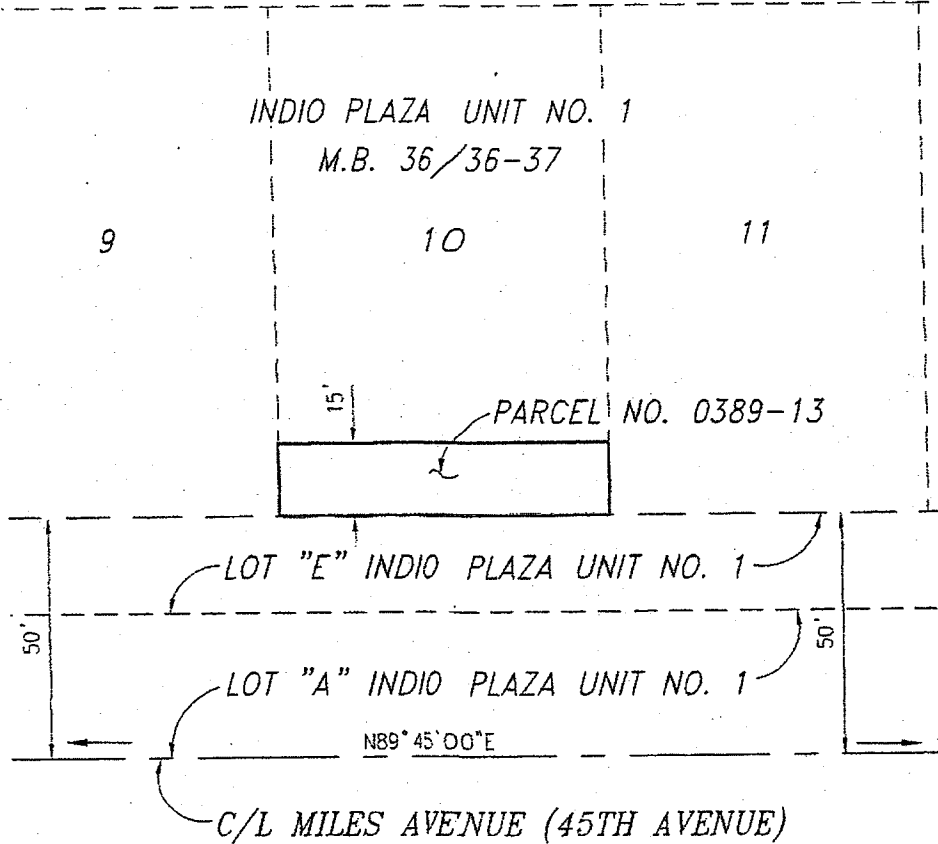 INDIO PLAZA UNIT NO. 1
M.B. 36/36-37
9
10
11
15'
PARCEL NO. 0389-13
LOT "E" INDIO PLAZA UNIT NO. 1
50'
50'
LOT "A" INDIO PLAZA UNIT NO. 1
N89°45'00"E
C/L MILES AVENUE (45TH AVENUE)